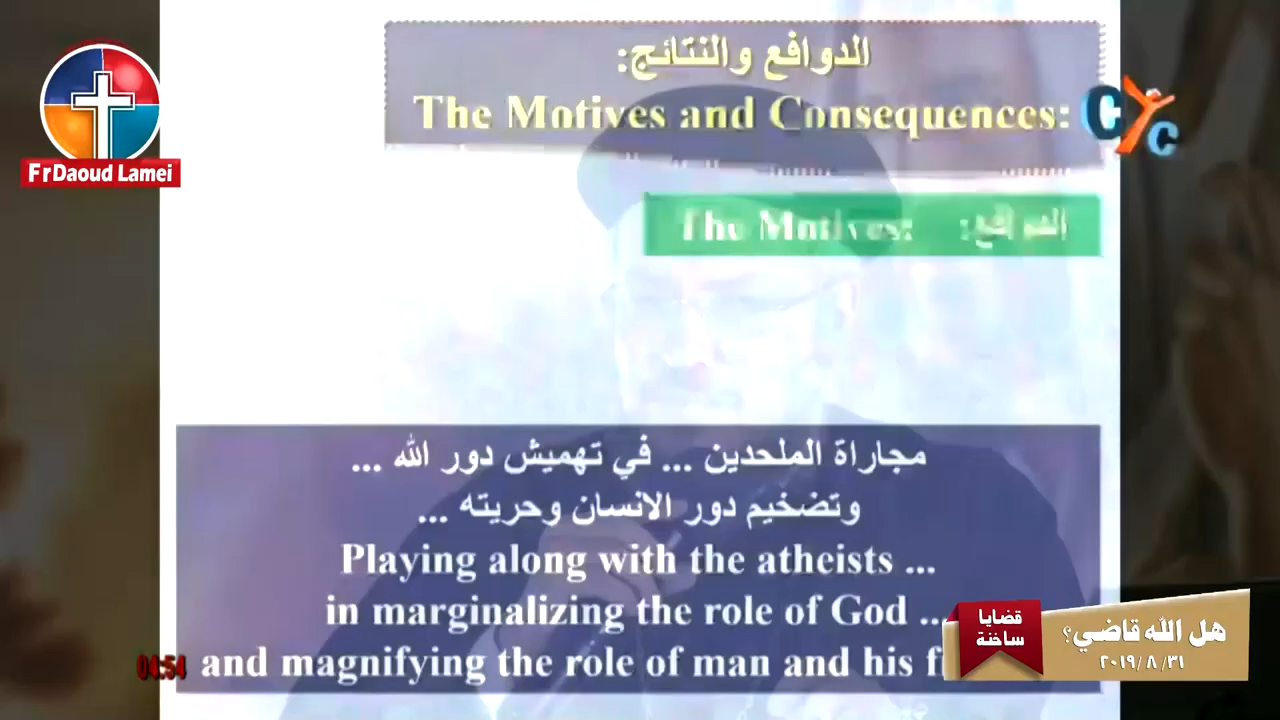 الدوافع والنتائج:
The Motives and Consequences:
CYC
FrDaoud Lamei
The Motives: الدوافع:
مجاراة الملحدين ... في تهميش دور الله ...
وتضخيم دور الانسان وحريته ...
Playing along with the atheists ...
in marginalizing the role of God ...
and magnifying the role of man and his f
04:54
قضايا
ساخنة
هل الله قاضي؟
٢٠١٩/ ٨ /٣١